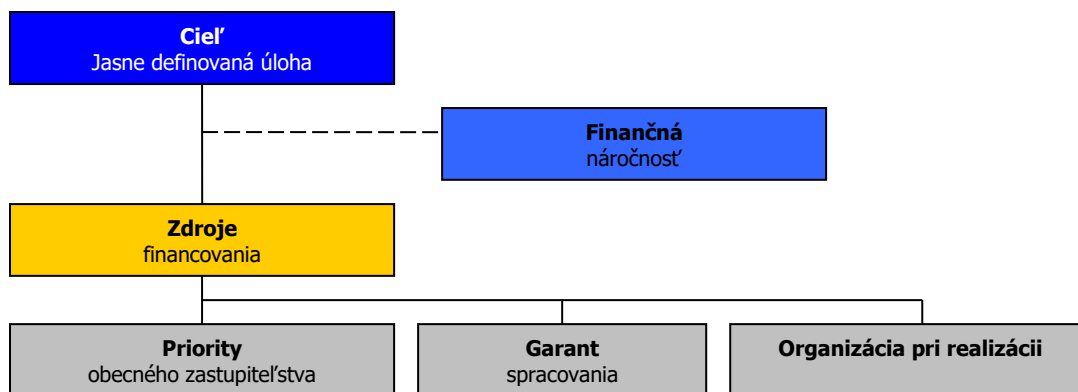 Cieľ
Jasne definovaná úloha
Finančná
náročnosť
Zdroje
financovania
Priority
obecného zastupiteľstva
Garant
spracovania
Organizácia pri realizácii